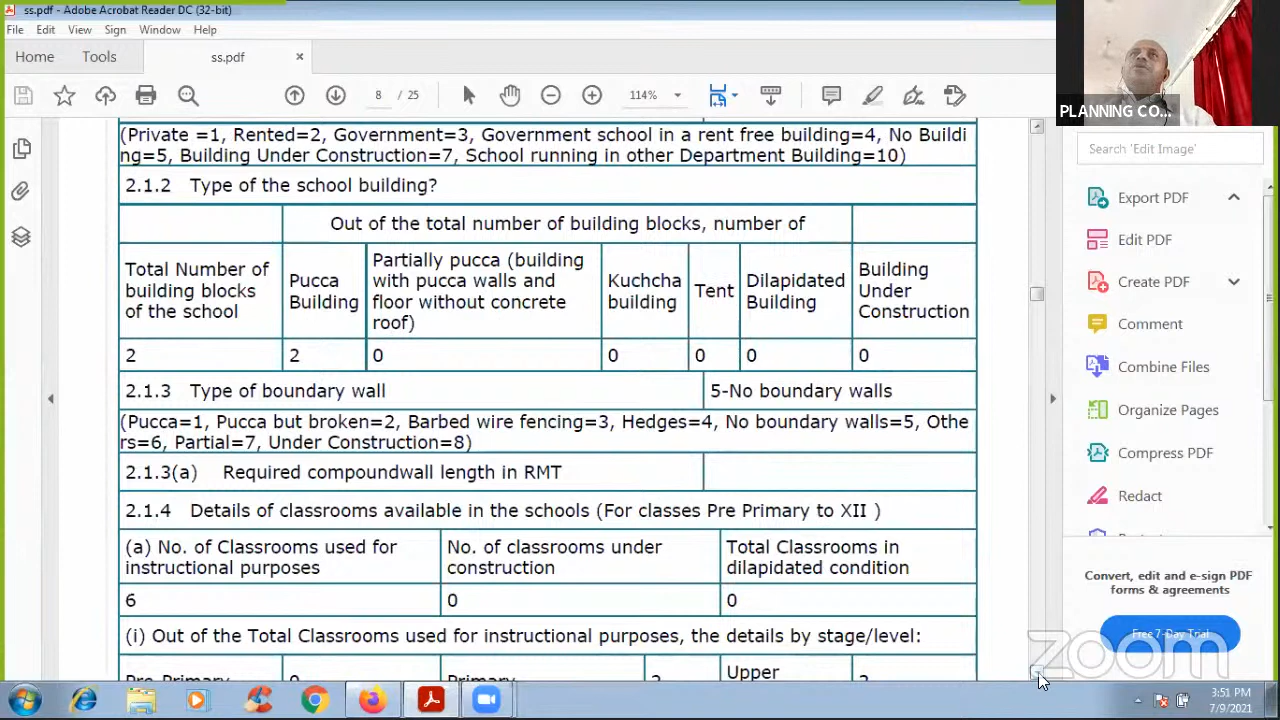 ss.pdf - Adobe Acrobat Reader DC (32-bit)
File Edit View Sign Window Help
Home Tools ss.pdf ×
8 / 25 114%
PLANNING CO...
(Private =1, Rented=2, Government=3, Government school in a rent free building=4, No Buildi
ng=5, Building Under Construction=7, School running in other Department Building=10)
2.1.2 Type of the school building?
Out of the total number of building blocks, number of
Total Number of
building blocks
of the school
Pucca
Building
Partially pucca (building
with pucca walls and
floor without concrete
roof)
Kuchcha
building
Tent
Dilapidated
Building
Building
Under
Construction
2 2 0 0 0 0 0
2.1.3 Type of boundary wall 5-No boundary walls
(Pucca=1, Pucca but broken=2, Barbed wire fencing=3, Hedges=4, No boundary walls=5, Othe
rs=6, Partial=7, Under Construction=8)
2.1.3(a) Required compoundwall length in RMT
2.1.4 Details of classrooms available in the schools (For classes Pre Primary to XII )
(a) No. of Classrooms used for
instructional purposes
No. of classrooms under
construction
Total Classrooms in
dilapidated condition
6 0 0
(i) Out of the Total Classrooms used for instructional purposes, the details by stage/level:
Pre-Primary Primary Upper
Search 'Edit Image'
Export PDF
Edit PDF
Create PDF
Comment
Combine Files
Organize Pages
Compress PDF
Redact
Convert, edit and e-sign PDF
forms & agreements
Free 7-Day Trial
zoom
3:51 PM
7/9/2021